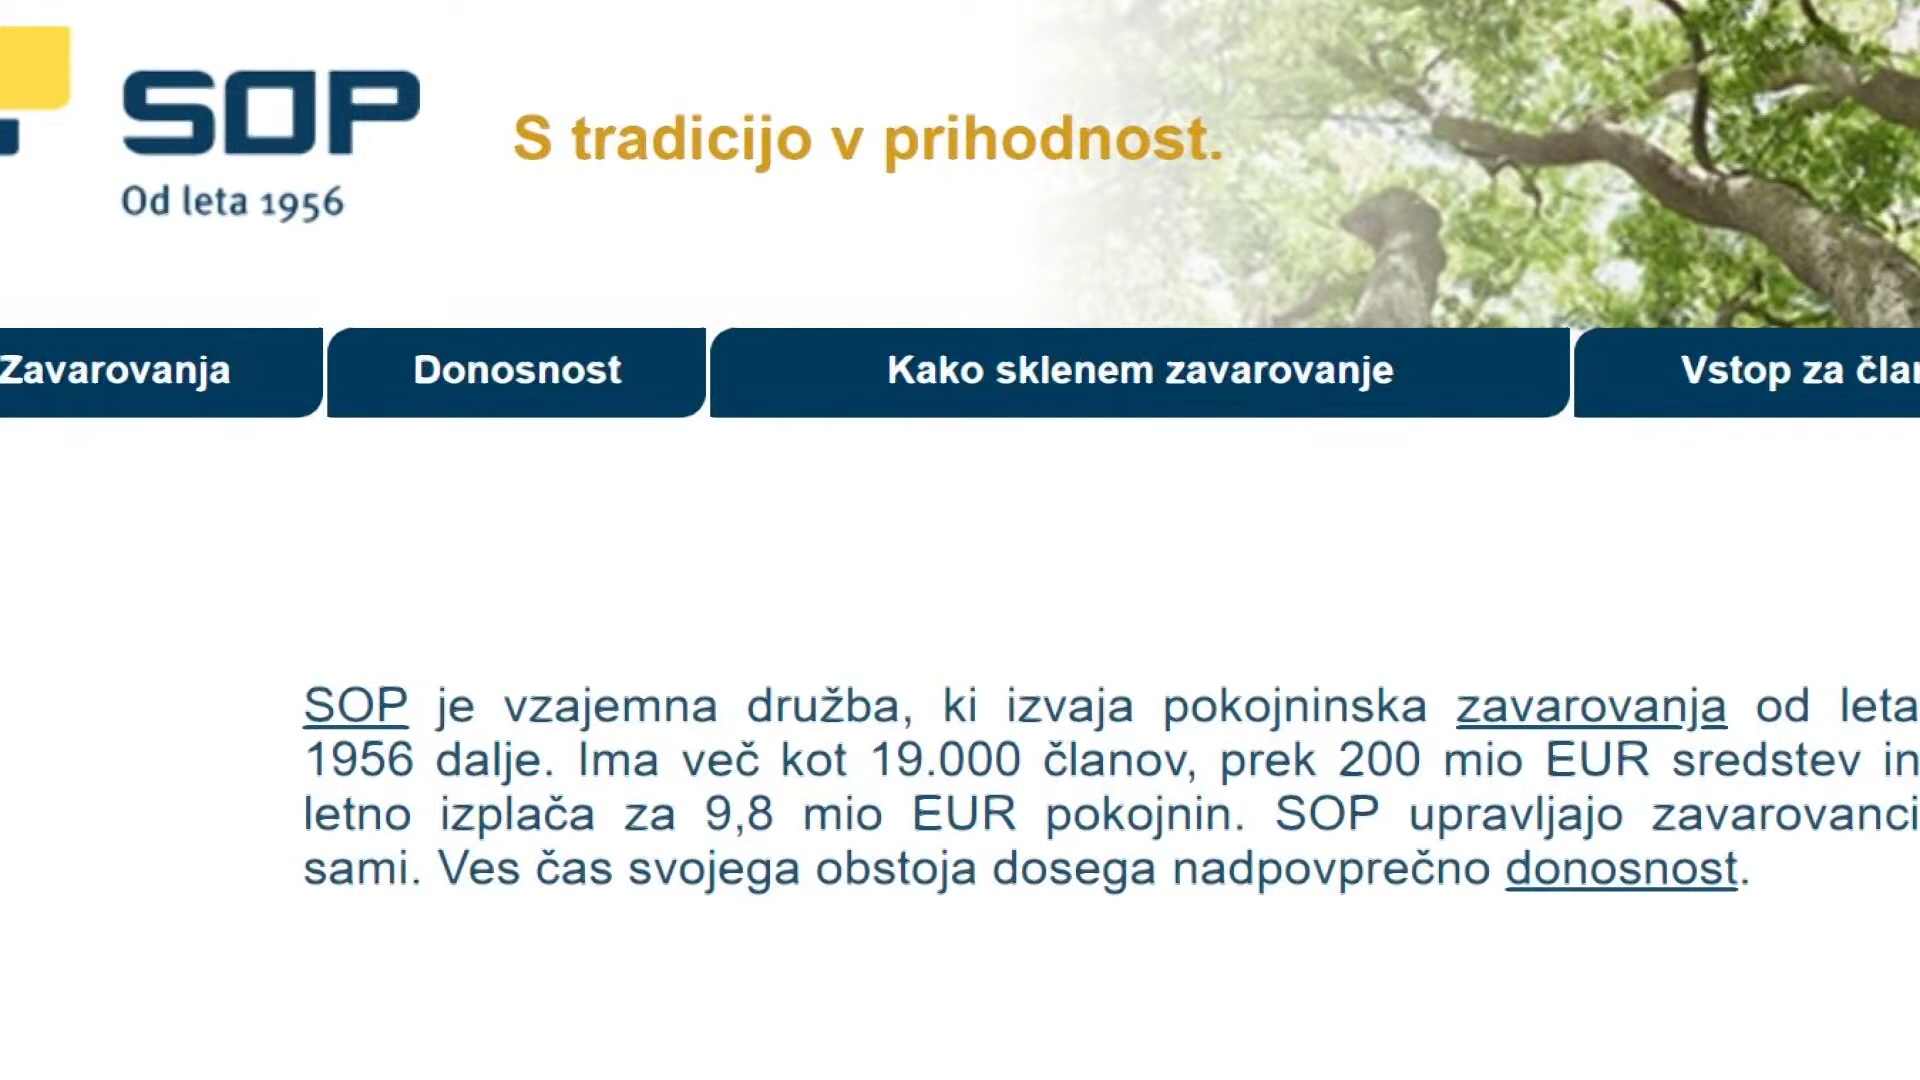 SOP
Od leta 1956
S tradicijo v prihodnost.
Zavarovanja
Donosnost
Kako sklenem zavarovanje
Vstop za član
SOP je vzajemna družba, ki izvaja pokojninska zavarovanja od leta
1956 dalje. Ima več kot 19.000 članov, prek 200 mio EUR sredstev in
letno izplača za 9,8 mio EUR pokojnin. SOP upravljajo zavarovanci
sami. Ves čas svojega obstoja dosega nadpovprečno donosnost.